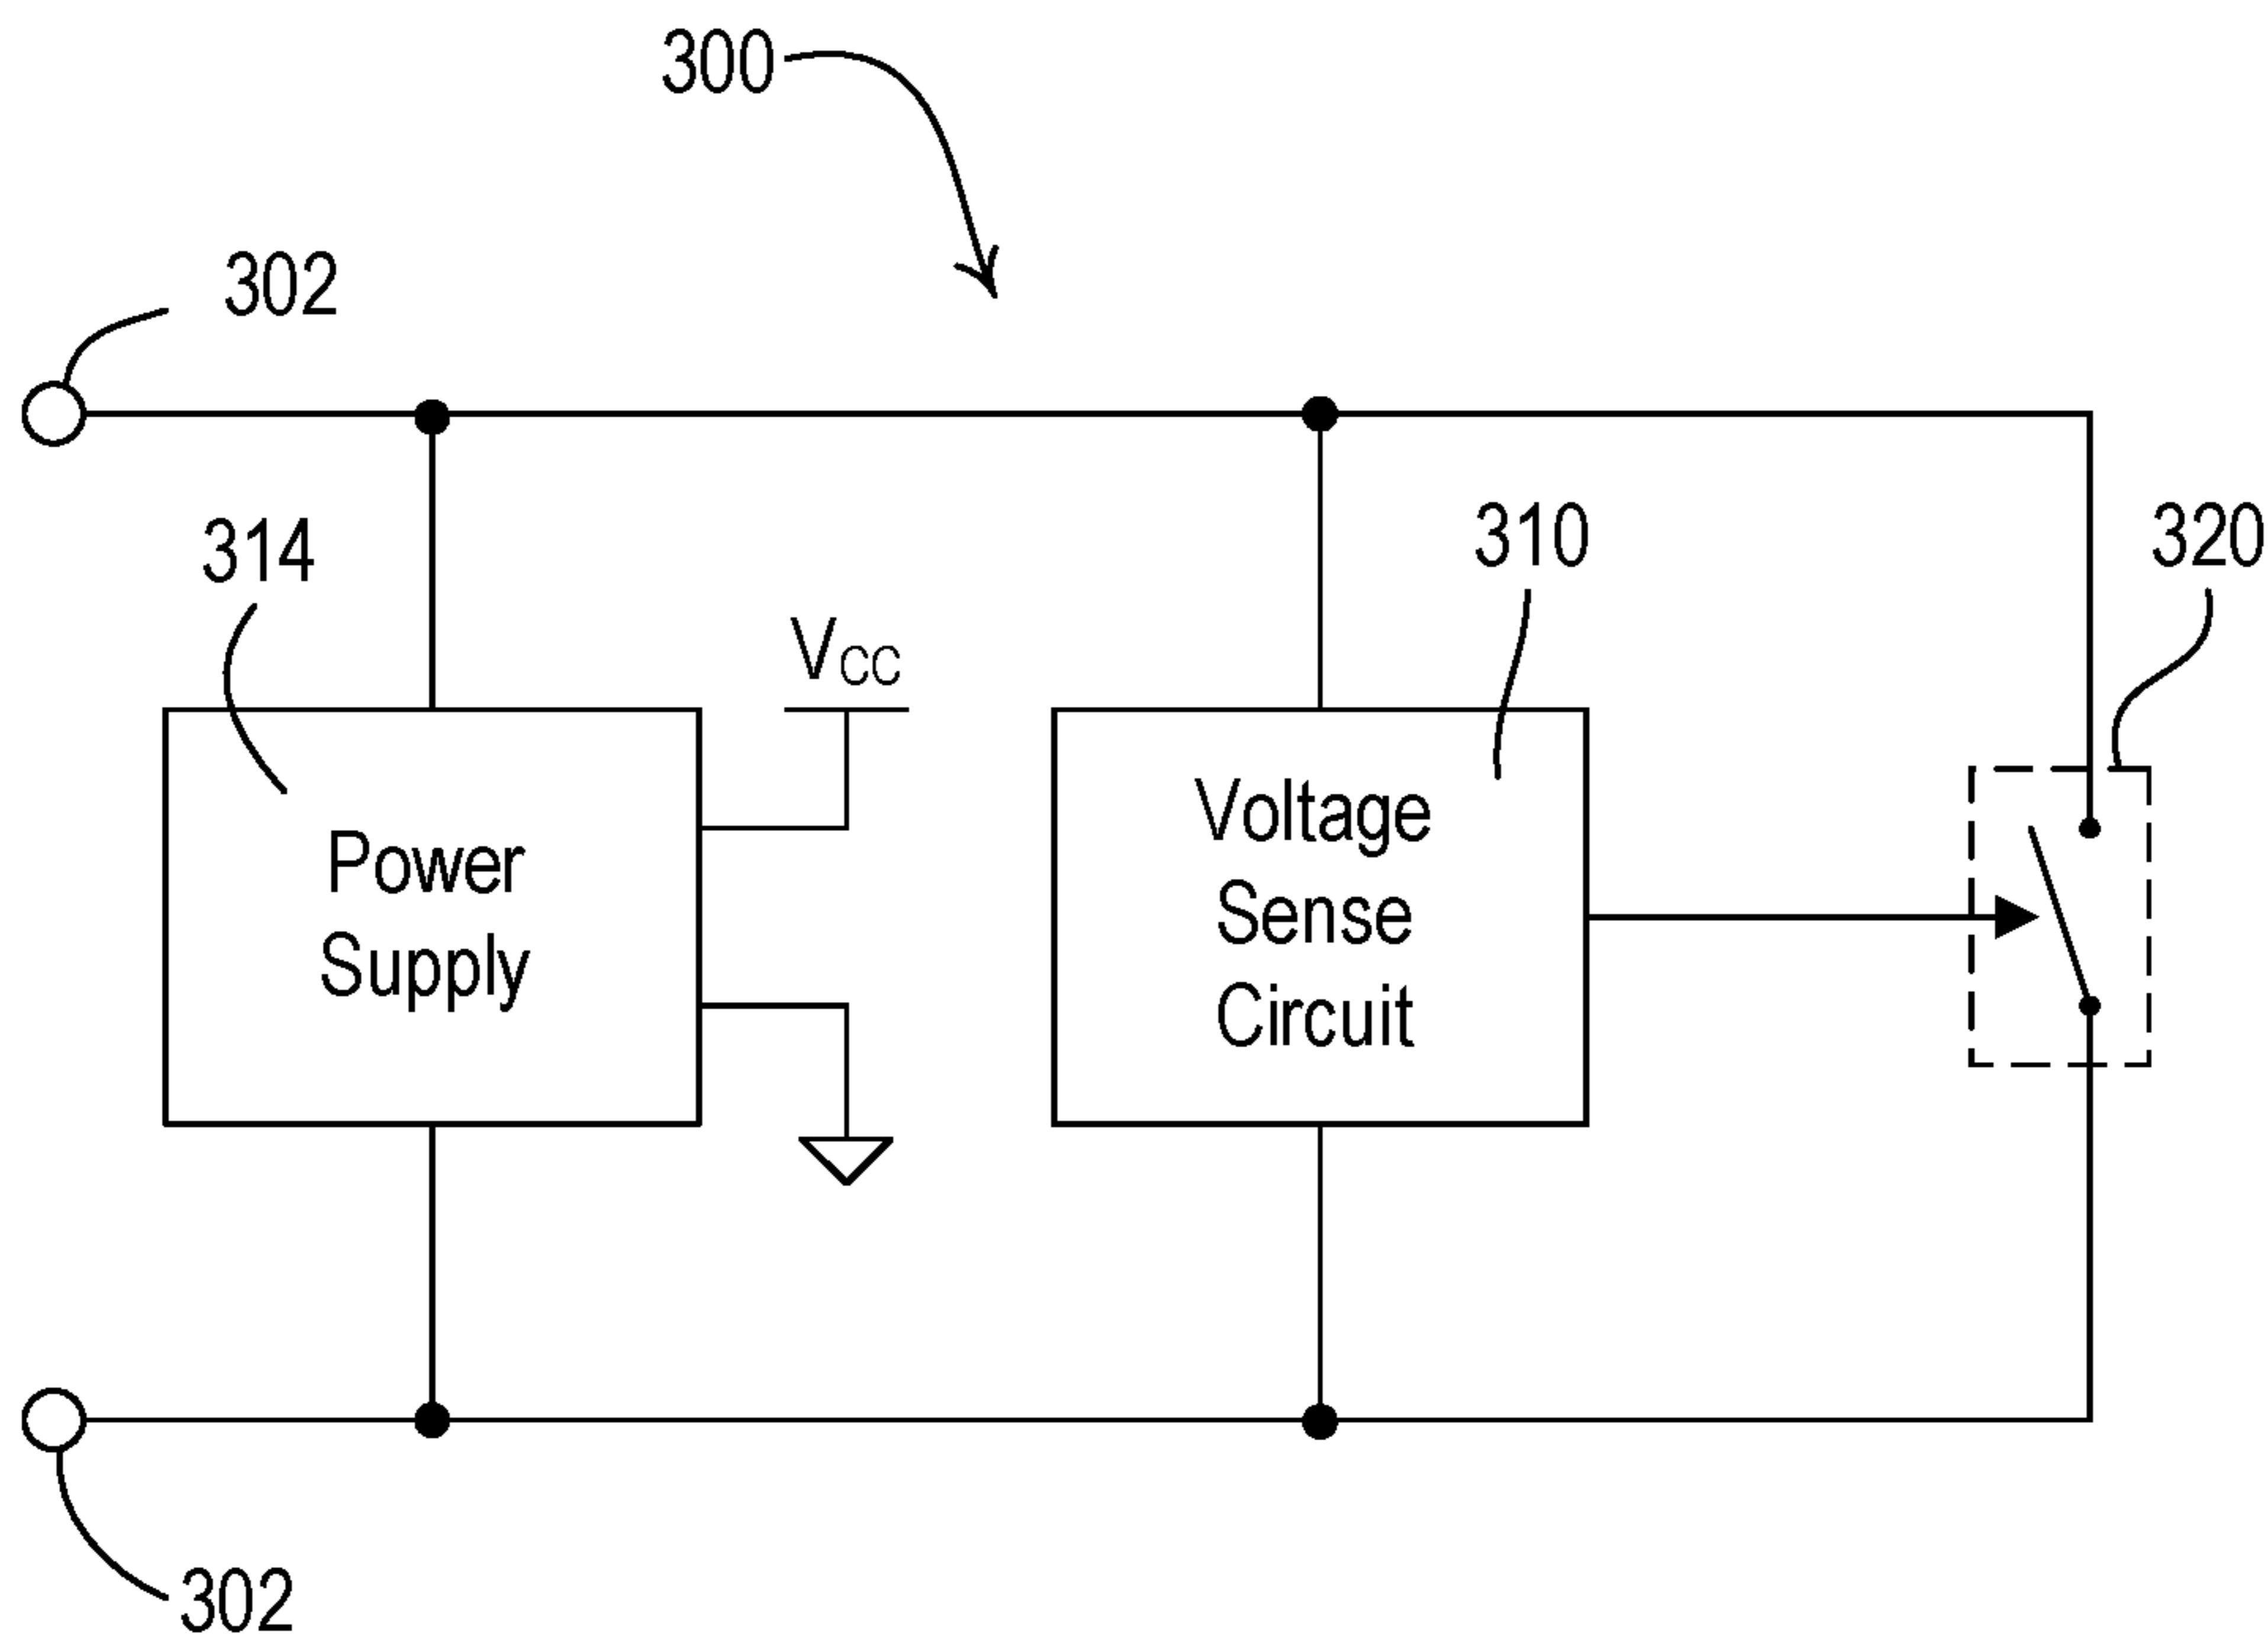 300
302
314
310
320
VCC
Power
Supply
Voltage
Sense
Circuit
302